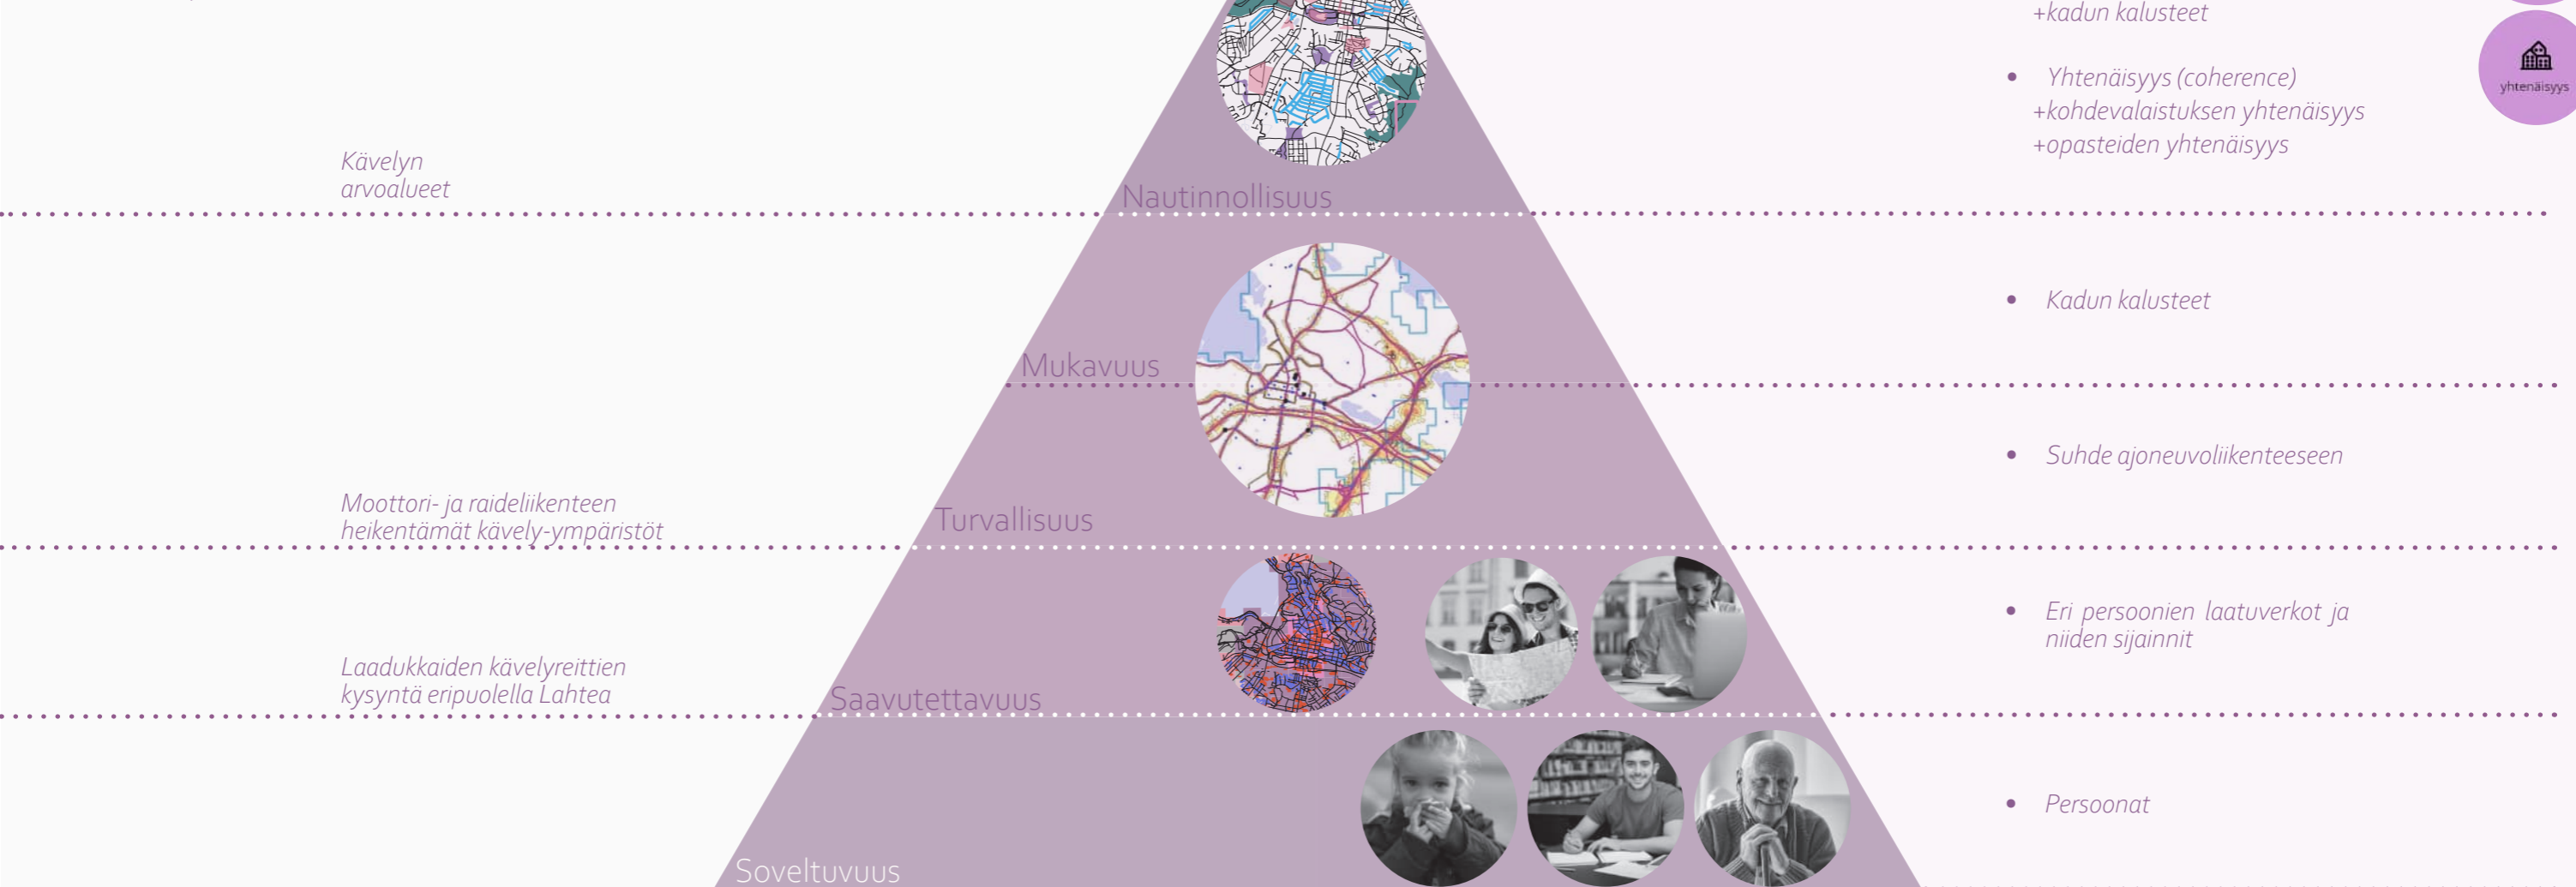 +kadun kalusteet
• Yhtenäisyys (coherence)
+kohdevalaistuksen yhtenäisyys
+opasteiden yhtenäisyys
yhtenäisyys
Kävelyn
arvoalueet
Nautinnollisuus
• Kadun kalusteet
Mukavuus
• Suhde ajoneuvoliikenteeseen
Moottori- ja raideliikenteen
heikentämät kävely-ympäristöt
Turvallisuus
• Eri persoonien laatuverkot ja
niiden sijainnit
Laadukkaiden kävelyreittien
kysyntä eripuolella Lahtea
Saavutettavuus
• Persoonat
Soveltuvuus